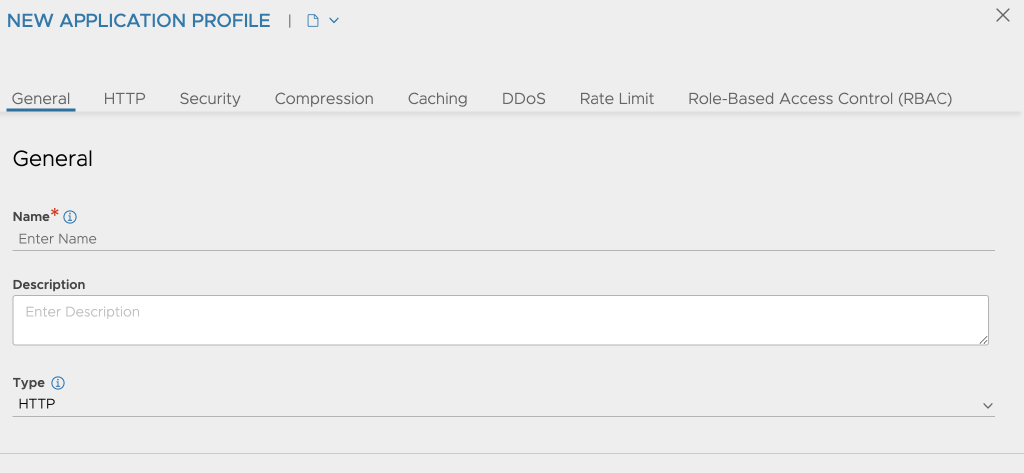 NEW APPLICATION PROFILE |
General HTTP Security Compression Caching DDoS Rate Limit Role-Based Access Control (RBAC)
General
Name*
Enter Name
Description
Enter Description
Type
HTTP